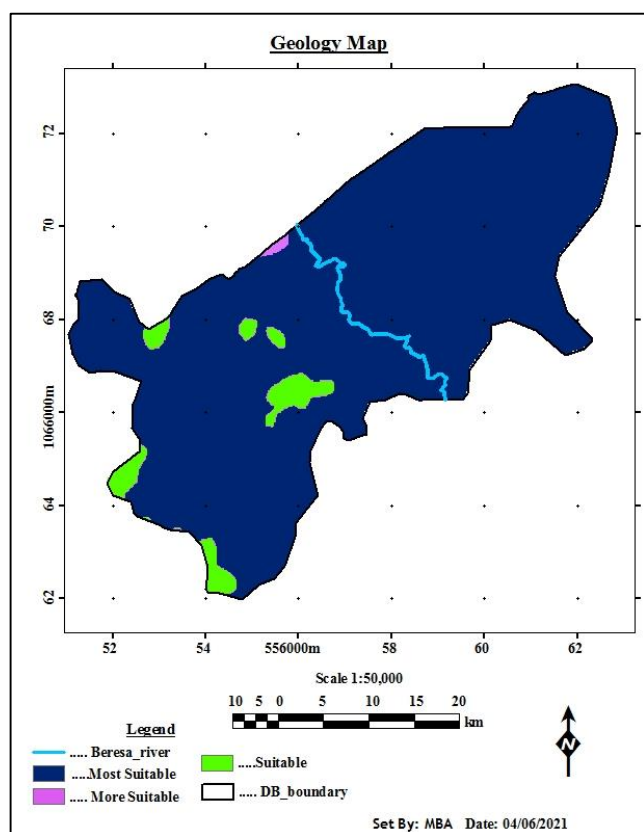 Geology Map
72
70
68
1066000m
64
62
52 54 556000m 58 60 62
Scale 1:50,000
10 5 0 5 10 15 20
km
Legend
..... Beresa_river
.....Most Suitable
..... More Suitable
.....Suitable
..... DB_boundary
N
Set By: MBA Date: 04/06/2021